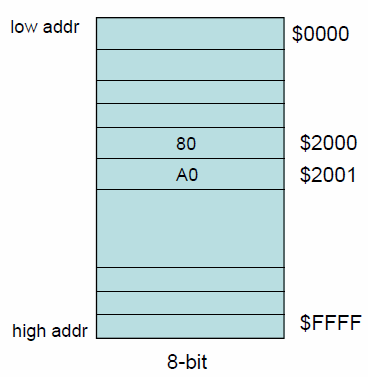 low addr $0000
80 $2000
A0 $2001
high addr $FFFF
8-bit